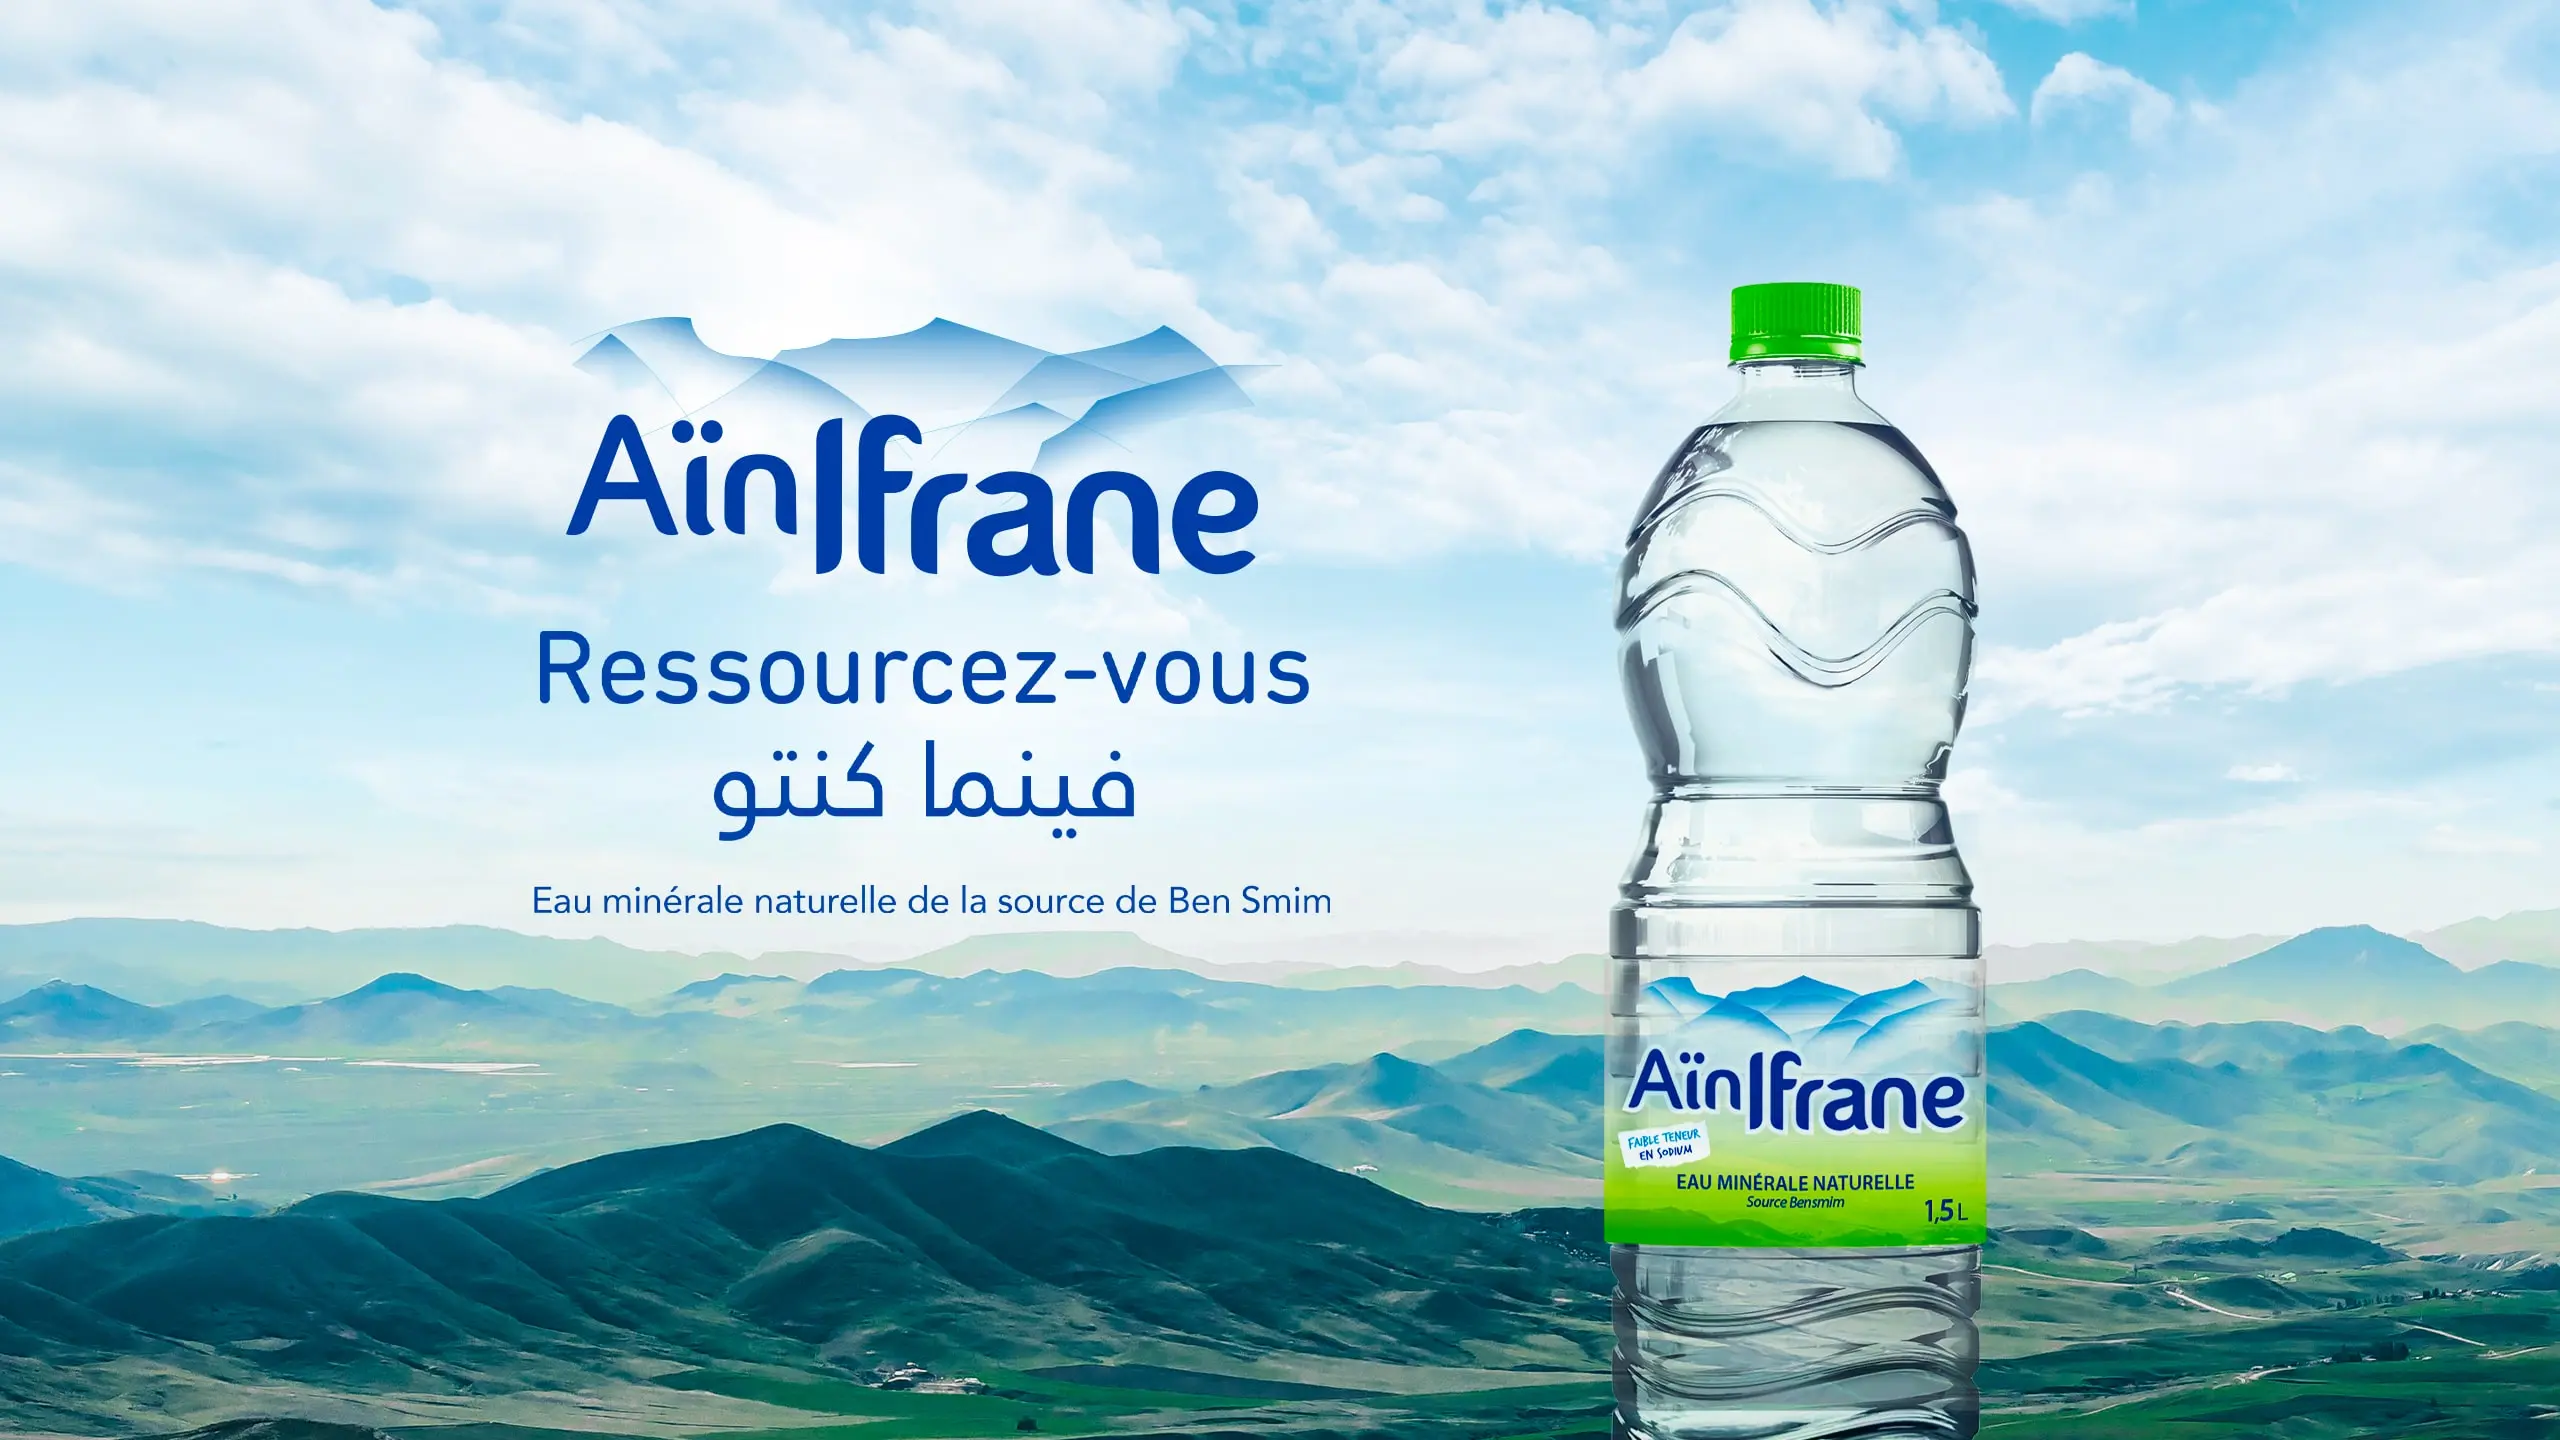 AïnIfrane
Ressourcez-vous
فينما كنتو
Eau minérale naturelle de la source de Ben Smim
AïnIfrane
FAIBLE TENEUR
EN SODIUM
EAU MINÉRALE NATURELLE
Source Bensmim
1,5 L